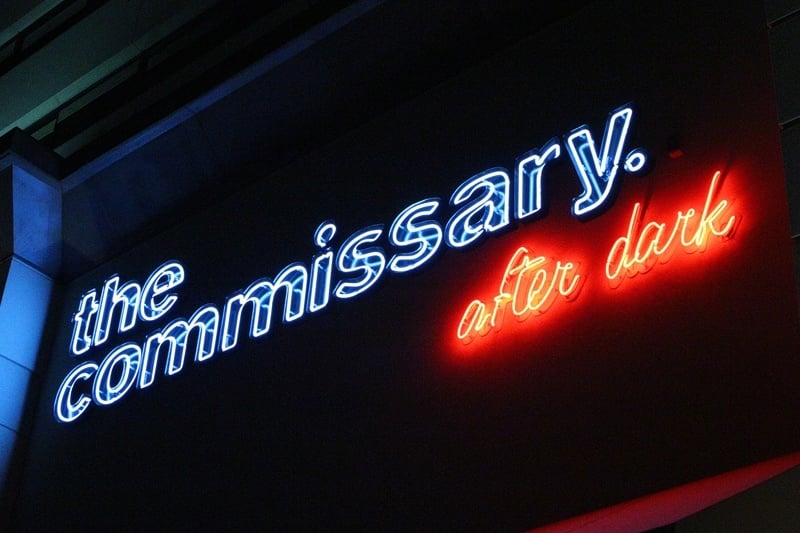 the
commissary.
after dark